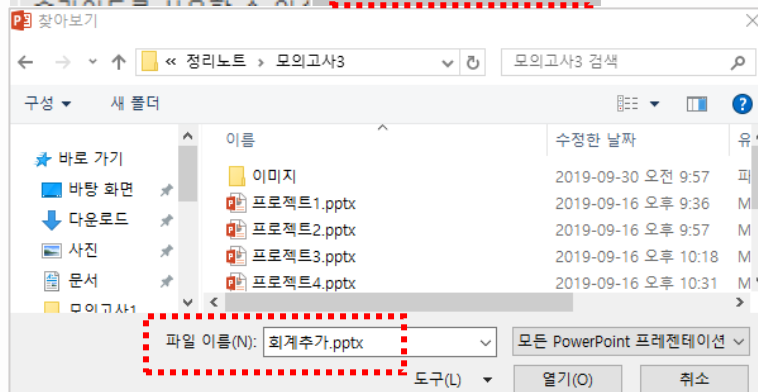 찾아보기
« 정리노트 › 모의고사3
모의고사3 검색
구성 새 폴더
이름 수정한 날짜 유
바로 가기
바탕 화면
다운로드
사진
문서
모의고사1
이미지 2019-09-30 오전 9:57 파
프로젝트1.pptx 2019-09-16 오후 9:36 M
프로젝트2.pptx 2019-09-16 오후 9:57 M
프로젝트3.pptx 2019-09-16 오후 10:18 M
프로젝트4.pptx 2019-09-16 오후 10:31 M
파일 이름(N): 회계추가.pptx 모든 PowerPoint 프레젠테이션
도구(L) 열기(O) 취소